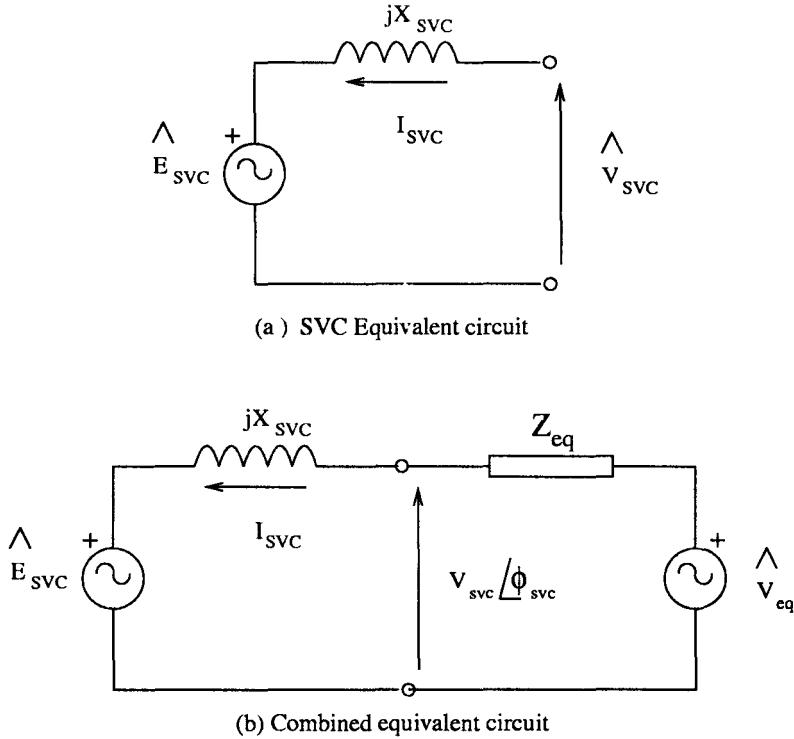 jX SVC
I SVC
+
^
E SVC
^
V SVC
(a ) SVC Equivalent circuit
jX SVC
Z eq
I SVC
+
^
E SVC
V svc ∠ϕ svc
+
^
V eq
(b) Combined equivalent circuit